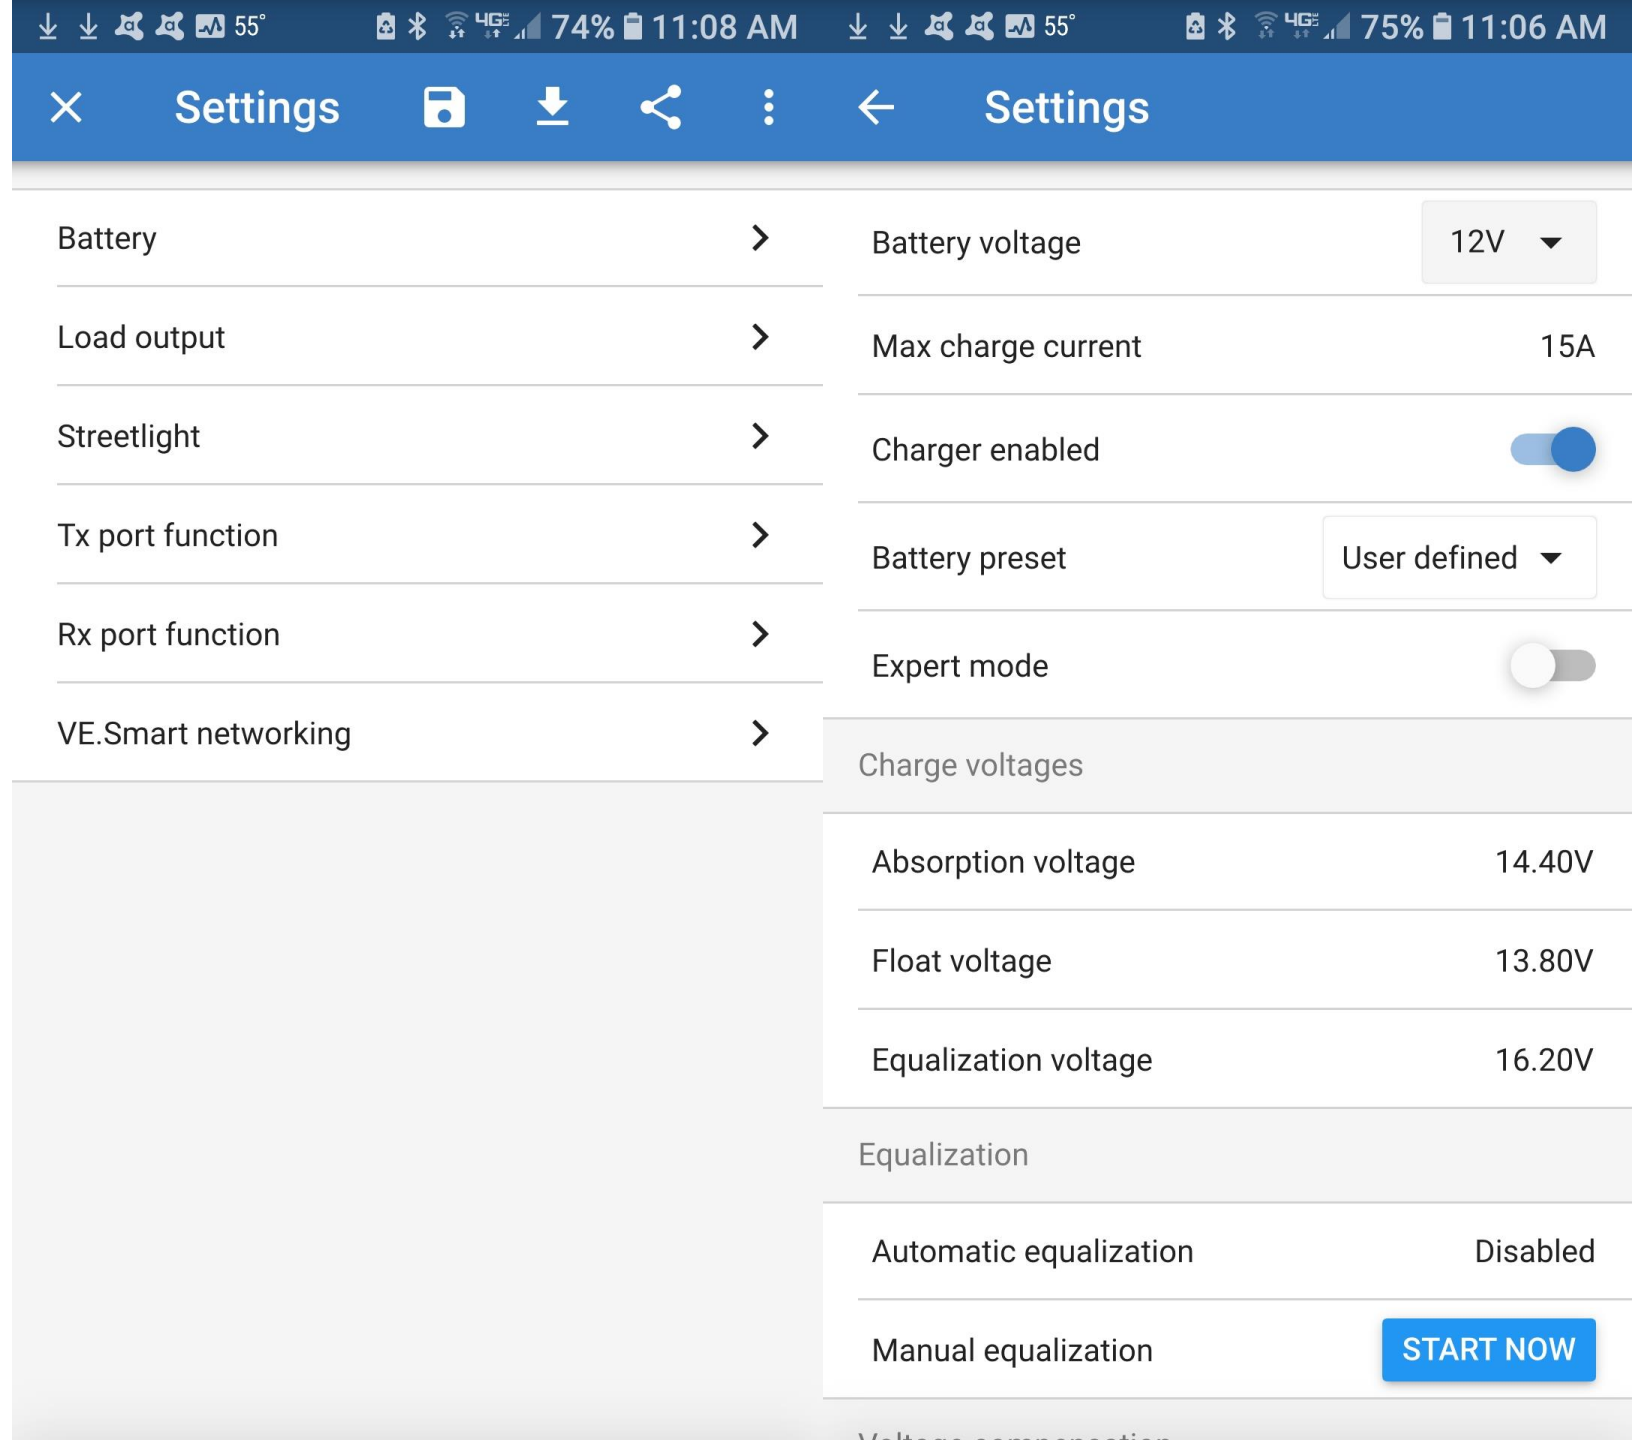 55° 74% 11:08 AM
Settings
Battery
Load output
Streetlight
Tx port function
Rx port function
VE.Smart networking
55° 75% 11:06 AM
Settings
Battery voltage 12V
Max charge current 15A
Charger enabled
Battery preset User defined
Expert mode
Charge voltages
Absorption voltage 14.40V
Float voltage 13.80V
Equalization voltage 16.20V
Equalization
Automatic equalization Disabled
Manual equalization START NOW